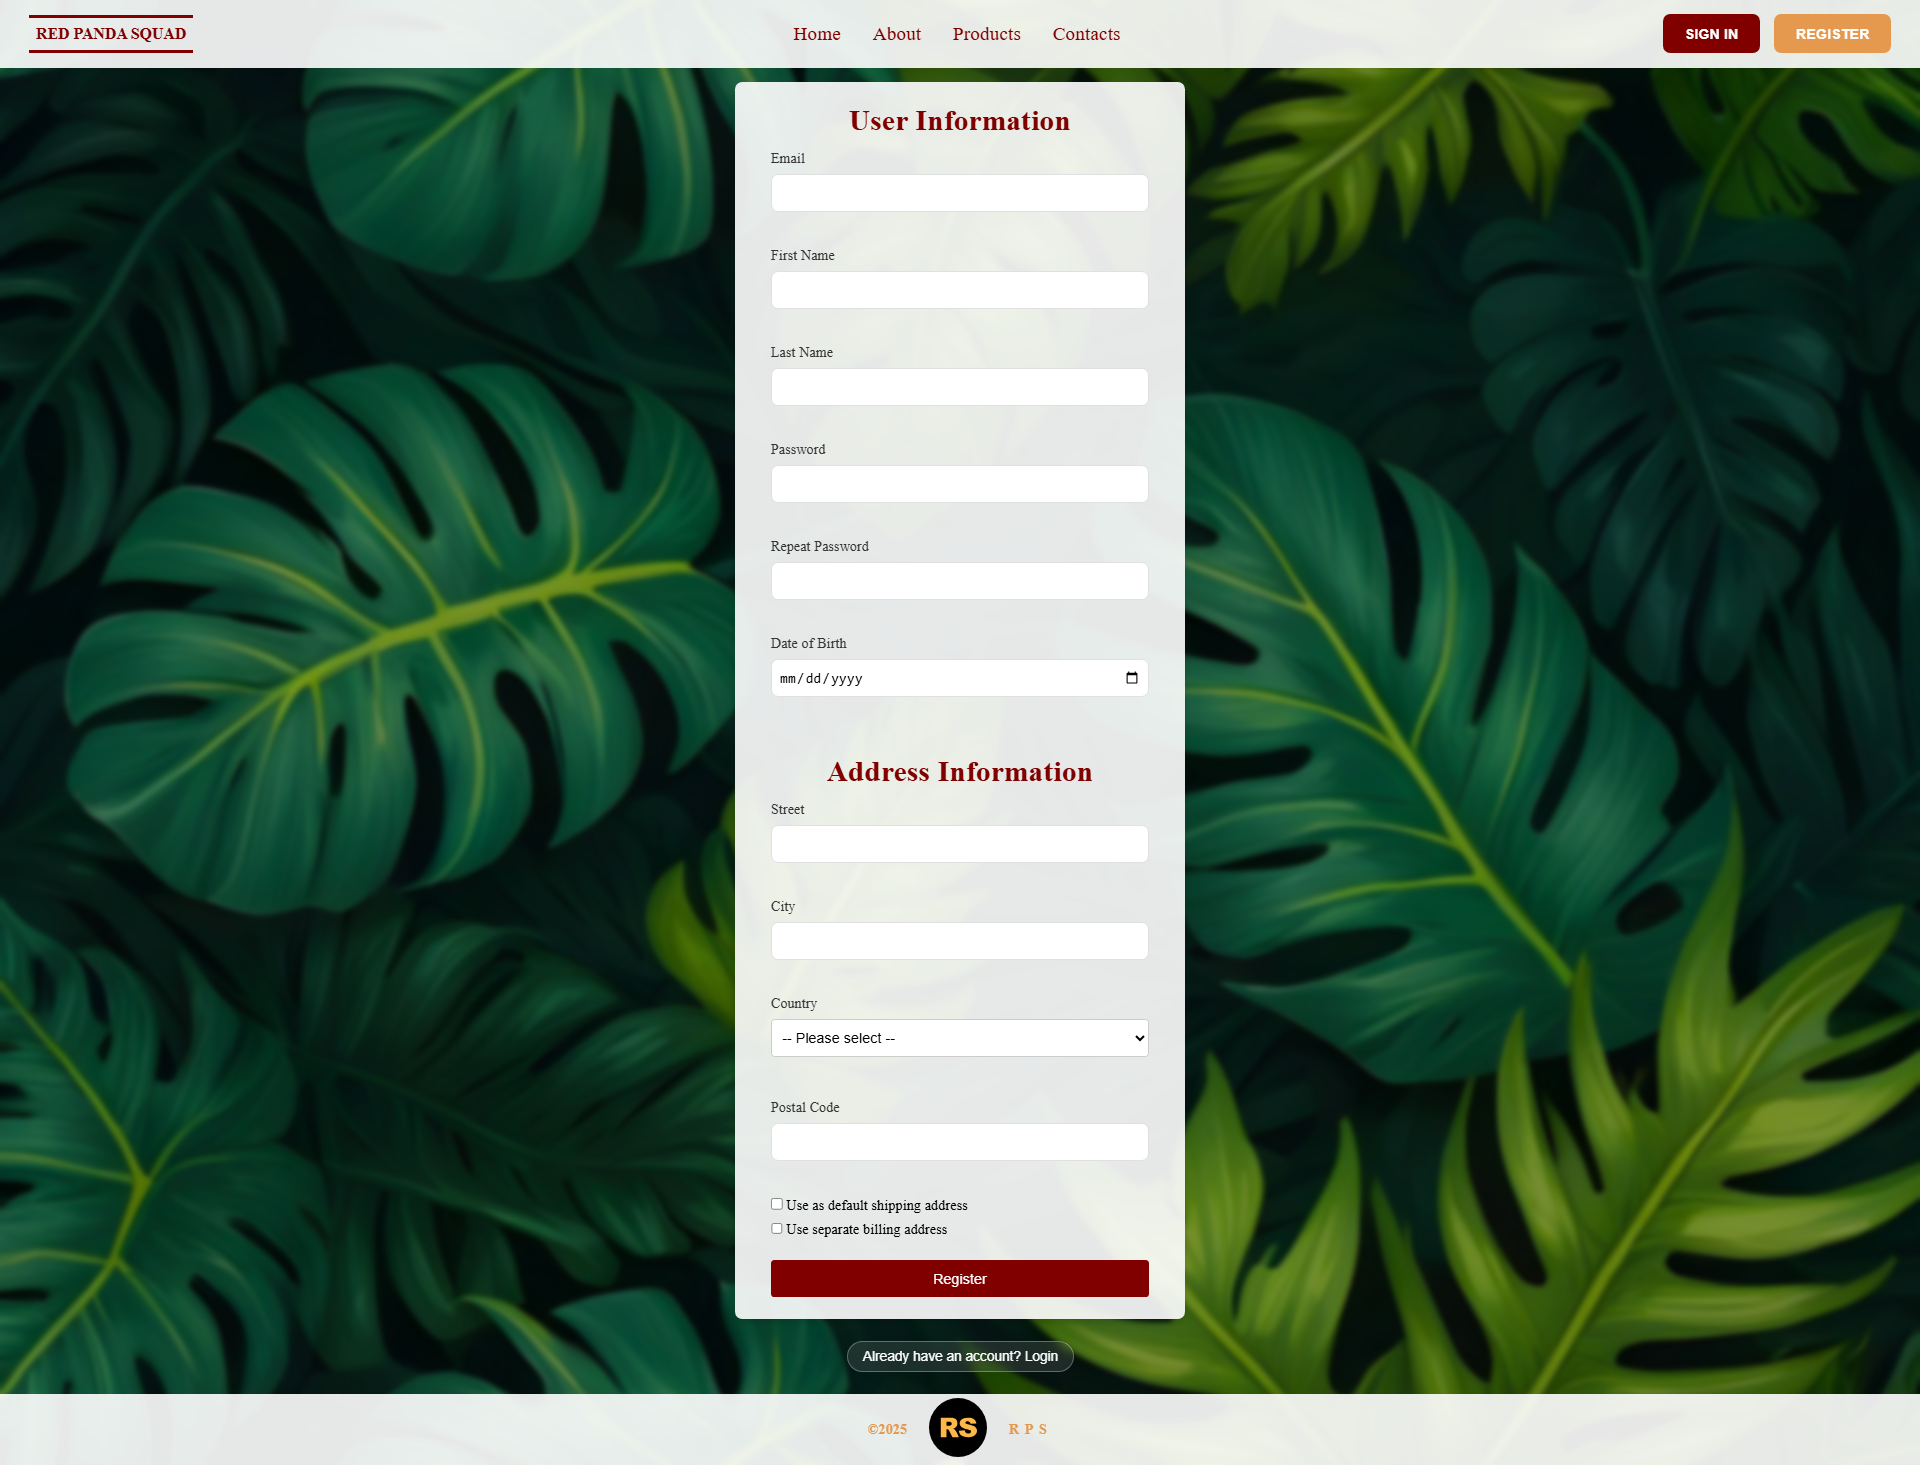 RED PANDA SQUAD
Home About Products Contacts
SIGN IN REGISTER
User Information
Email
First Name
Last Name
Password
Repeat Password
Date of Birth
mm/dd/yyyy
Address Information
Street
City
Country
-- Please select --
Postal Code
Use as default shipping address
Use separate billing address
Register
Already have an account? Login
©2025 RS R P S